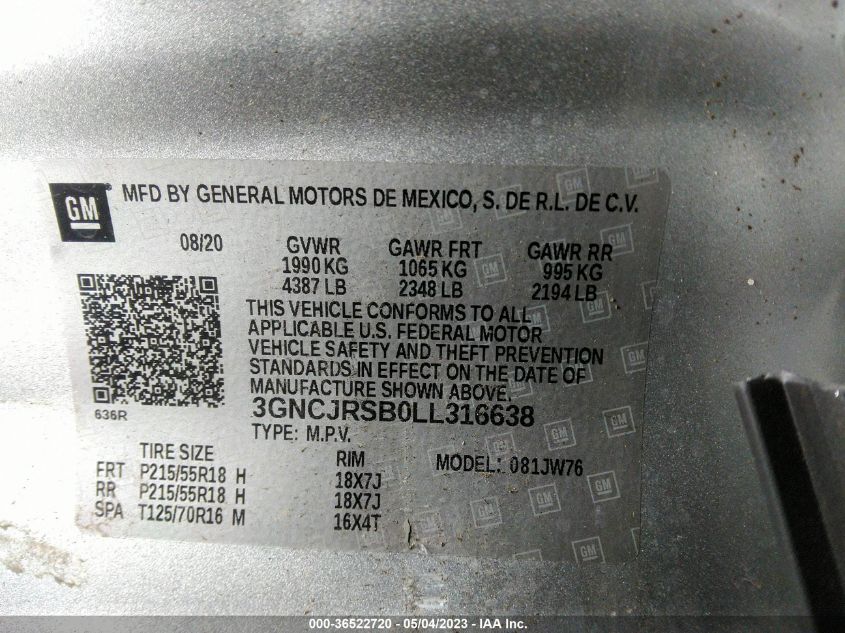 GM MFD BY GENERAL MOTORS DE MEXICO, S. DE R.L. DE C.V.
08/20 GVWR GAWR FRT GAWR RR
1990 KG 1065 KG 995 KG
4387 LB 2348 LB 2194 LB
THIS VEHICLE CONFORMS TO ALL
APPLICABLE U.S. FEDERAL MOTOR
VEHICLE SAFETY AND THEFT PREVENTION
STANDARDS IN EFFECT ON THE DATE OF
MANUFACTURE SHOWN ABOVE.
636R 3GNCJRSB0LL316638
TYPE: M.P.V.
TIRE SIZE RIM MODEL: 081JW76
FRT P215/55R18 H 18X7J
RR P215/55R18 H 18X7J
SPA T125/70R16 M 16X4T
000-36522720 - 05/04/2023 - IAA Inc.